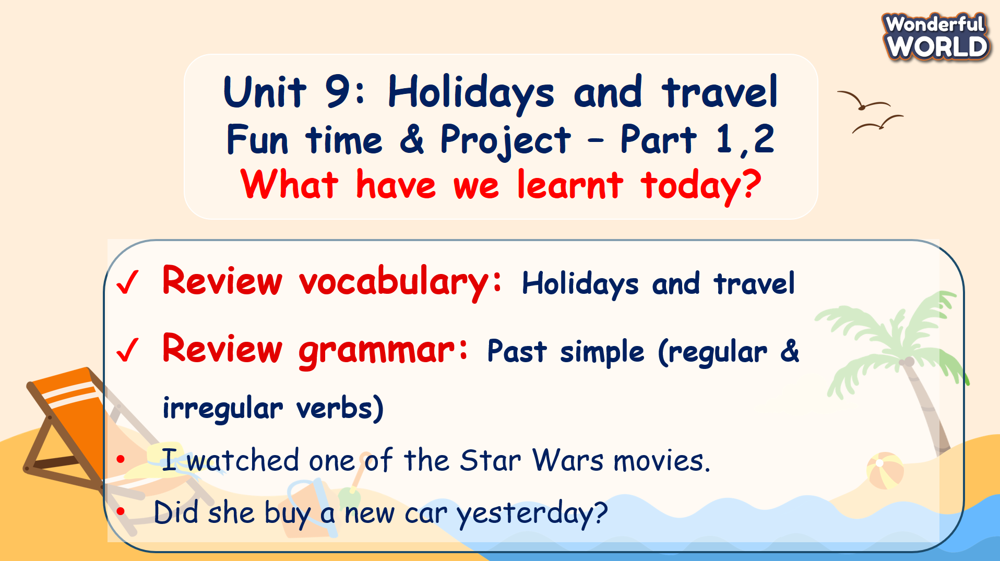 Wonderful
WORLD
Unit 9: Holidays and travel
Fun time & Project – Part 1,2
What have we learnt today?
✓ Review vocabulary: Holidays and travel
✓ Review grammar: Past simple (regular &
irregular verbs)
• I watched one of the Star Wars movies.
• Did she buy a new car yesterday?